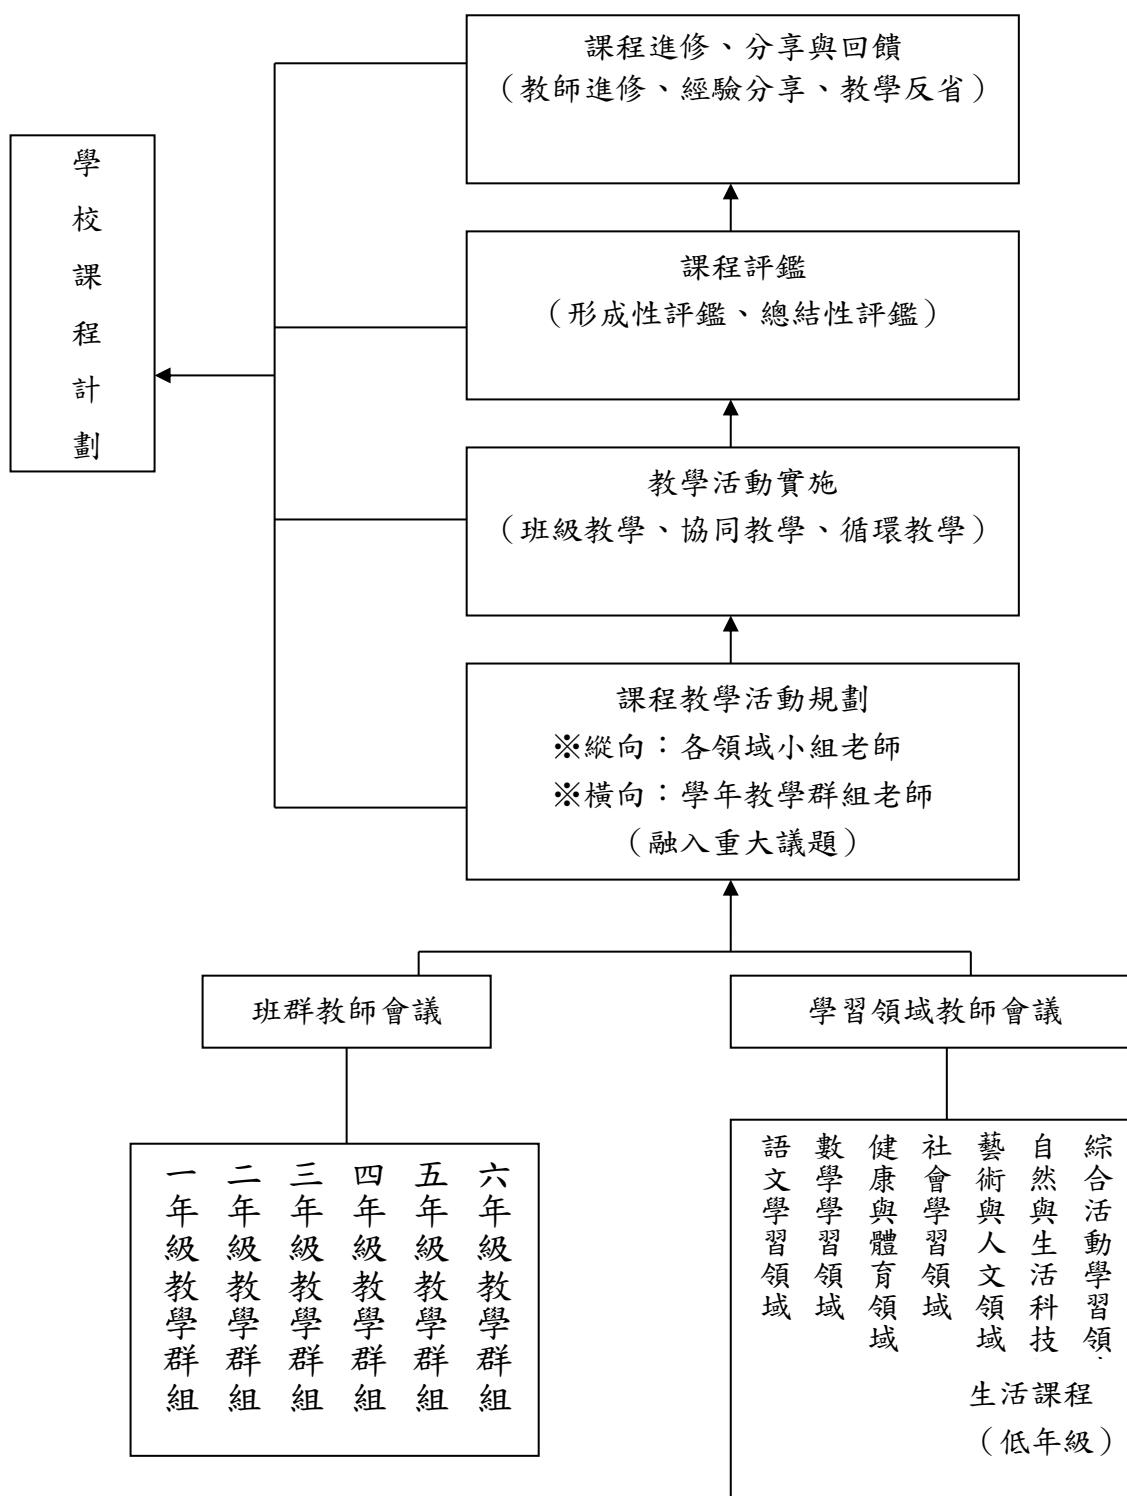 課程進修、分享與回饋
（教師進修、經驗分享、教學反省）
學校課程計劃
課程評鑑
（形成性評鑑、總結性評鑑）
教學活動實施
（班級教學、協同教學、循環教學）
課程教學活動規劃
※縱向：各領域小組老師
※橫向：學年教學群組老師
（融入重大議題）
班群教師會議
學習領域教師會議
一年級教學群組
二年級教學群組
三年級教學群組
四年級教學群組
五年級教學群組
六年級教學群組
語文學習領域
數學學習領域
健康與體育領域
社會學習領域
藝術與人文領域
自然與生活科技
綜合活動學習領
生活課程
（低年級）